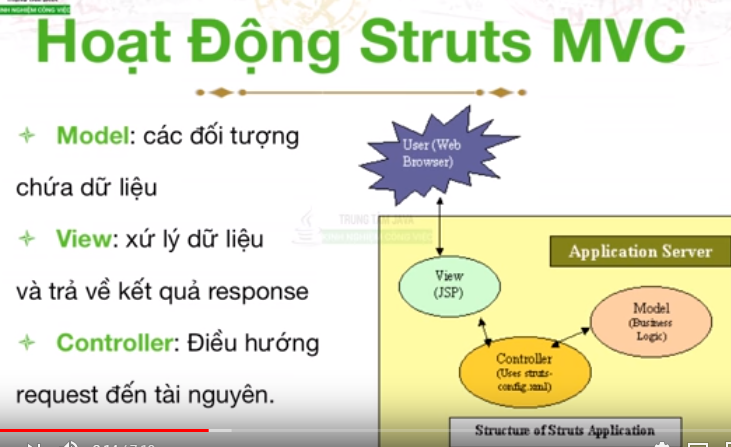 INH NGHIỆM CÔNG VIỆC
Hoạt Động Struts MVC
Model: các đối tượng
chứa dữ liệu
View: xứ lý dữ liệu
và trả về kết quả response
Controller: Điều hướng
request đến tài nguyên.
User (Web
Browser)
TRUNG TÂM JAVA
KINH NGHIỆM CÔNG VIỆC
Application Server
View
(JSP)
Model
(Business
Logic)
Controller
(Uses struts-
config.xml)
Structure of Struts Application